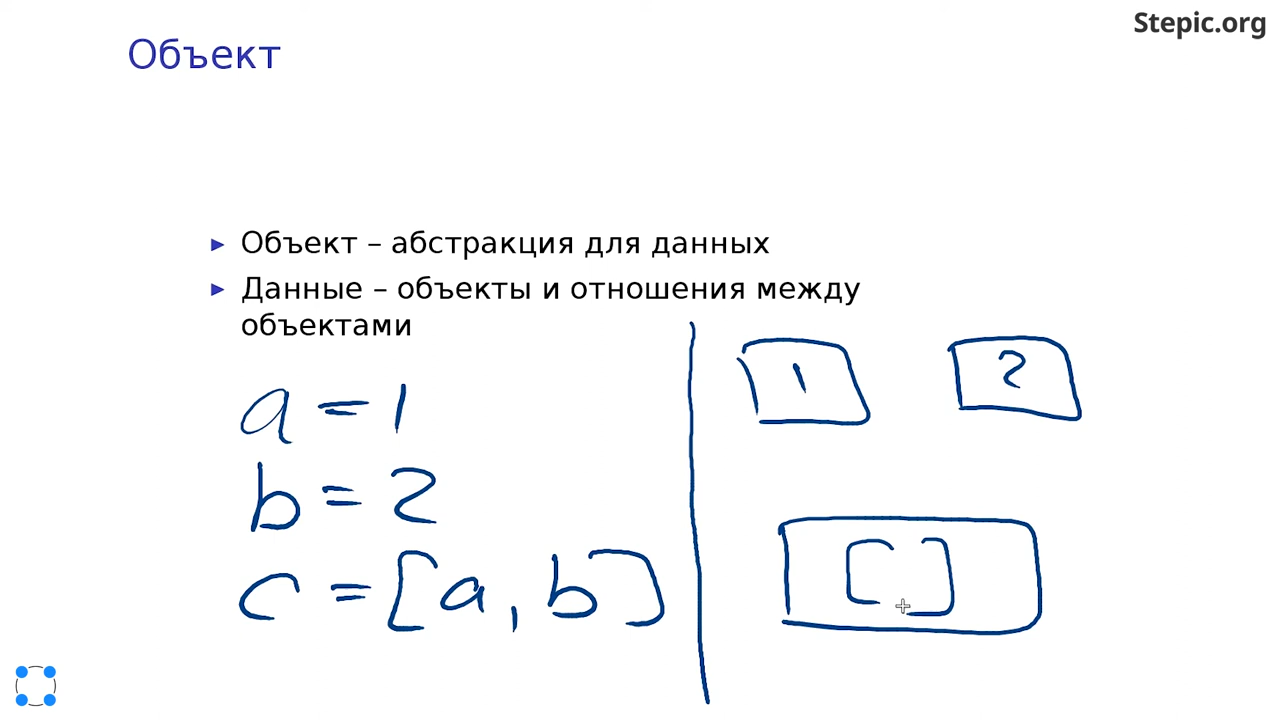 Stepic.org
Объект
Объект – абстракция для данных
Данные – объекты и отношения между
объектами
a = 1
b = 2
c = [a, b]
1
2
[ ]